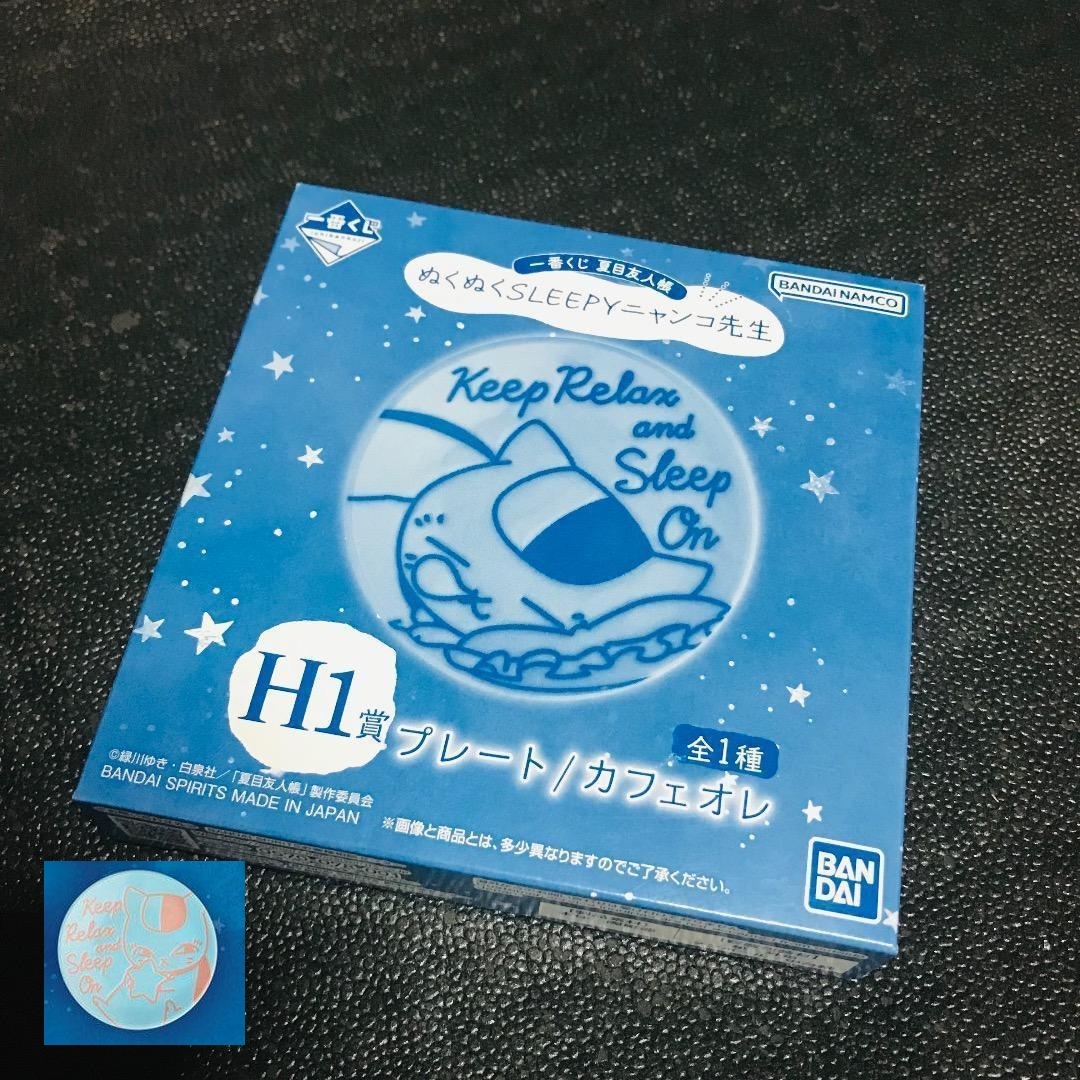 一番くじ
一番くじ 夏目友人帳
ぬくぬくSLEEPYニャンコ先生
BANDAI NAMCO
Keep Relax
and
Sleep
On
H1賞 プレート/カフェオレ
全1種
©緑川ゆき・白泉社/「夏目友人帳」製作委員会
BANDAI SPIRITS MADE IN JAPAN
※画像と商品とは、多少異なりますのでご了承ください。
BAN
DAI
Keep
Relax
and
Sleep
On